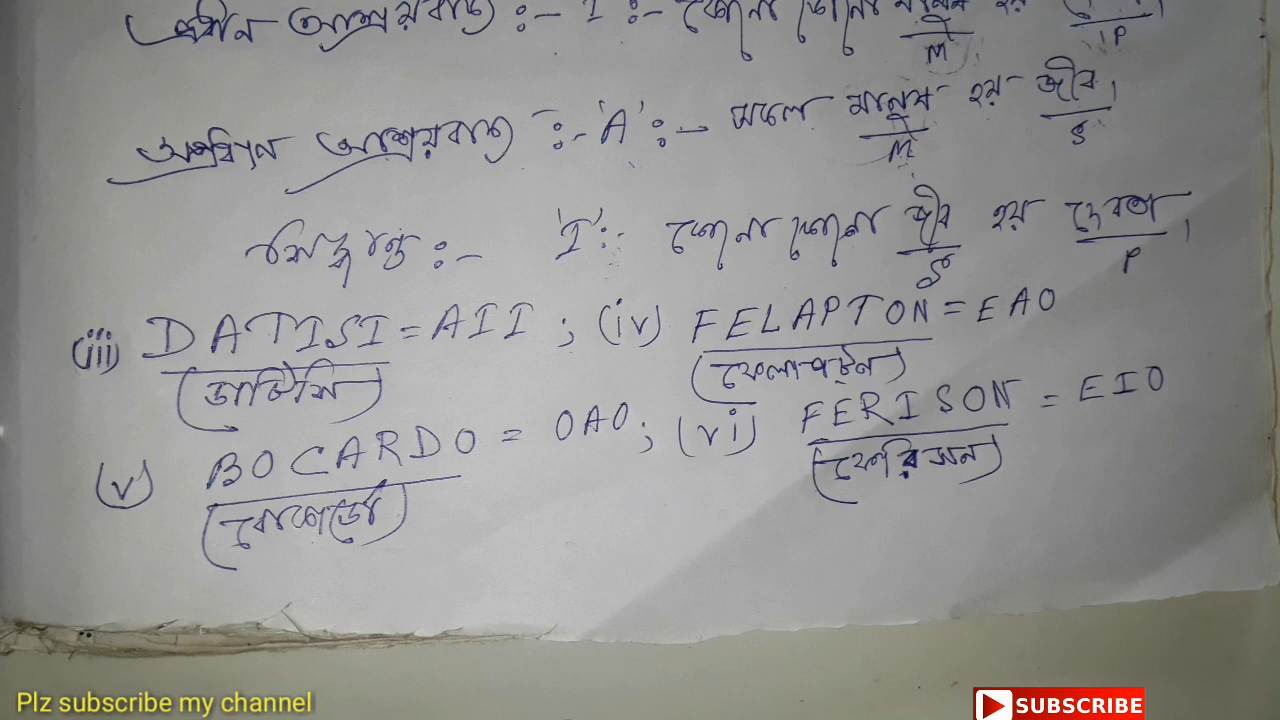 প্রধান আশ্রয়বাক্য :- I :- কোনো কোনো মানুষ হয়
M P
অপ্রধান আশ্রয়বাক্য :- 'A' :- সকল মানুষ হয় জীব।
M S
সিদ্ধান্ত :- 'I' :- কোনো কোনো জীব হয় দেবতা।
S P
(iii) DATISI = AII ; (iv) FELAPTON = EAO
(ডাটিসি) (ফেলাপটন)
(v) BOCARDO = OAO ; (vi) FERISON = EIO
(বোকার্ডো) (ফেরিসন)
Plz subscribe my channel
SUBSCRIBE